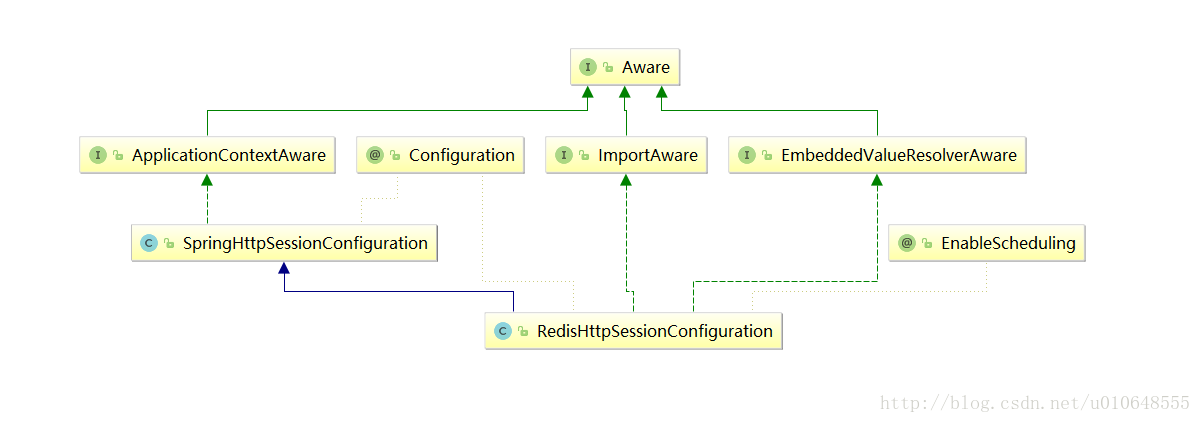 I Aware
I ApplicationContextAware
@ Configuration
I ImportAware
I EmbeddedValueResolverAware
C SpringHttpSessionConfiguration
@ EnableScheduling
C RedisHttpSessionConfiguration
http://blog.csdn.net/u010648555